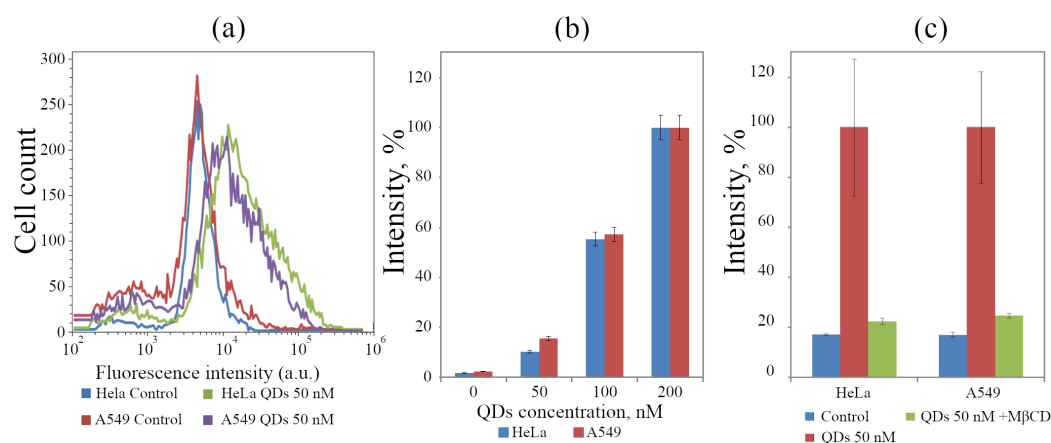 (a)
Cell count
300
250
200
150
250
100
50
0
10²
10³
10⁴
10⁵
10⁶
Fluorescence intensity (a.u.)
Hela Control
HeLa QDs 50 nM
A549 Control
A549 QDs 50 nM
(b)
Intensity, %
120
100
80
60
40
20
0
0
50
100
200
QDs concentration, nM
HeLa
A549
(c)
Intensity, %
120
100
80
60
40
20
0
HeLa
A549
Control
QDs 50 nM +MβCD
QDs 50 nM